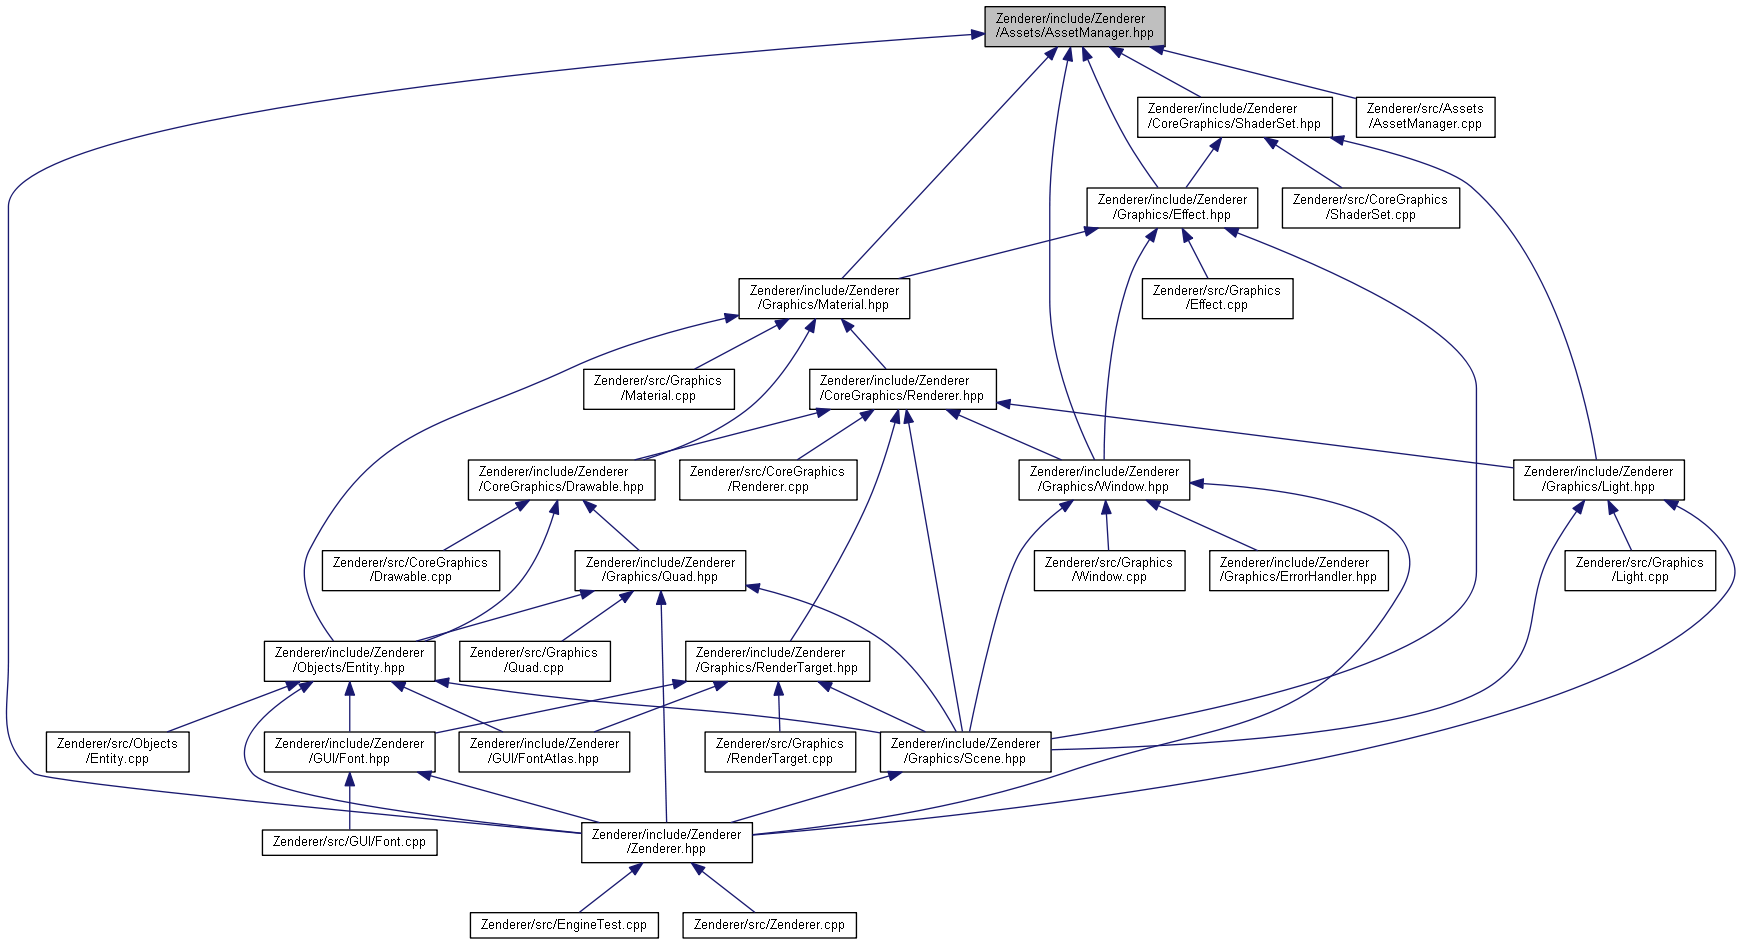 Zenderer/include/Zenderer
/Assets/AssetManager.hpp
Zenderer/include/Zenderer
/CoreGraphics/ShaderSet.hpp
Zenderer/src/Assets
/AssetManager.cpp
Zenderer/include/Zenderer
/Graphics/Effect.hpp
Zenderer/src/CoreGraphics
/ShaderSet.cpp
Zenderer/include/Zenderer
/Graphics/Material.hpp
Zenderer/src/Graphics
/Effect.cpp
Zenderer/src/Graphics
/Material.cpp
Zenderer/include/Zenderer
/CoreGraphics/Renderer.hpp
Zenderer/include/Zenderer
/CoreGraphics/Drawable.hpp
Zenderer/src/CoreGraphics
/Renderer.cpp
Zenderer/include/Zenderer
/Graphics/Window.hpp
Zenderer/include/Zenderer
/Graphics/Light.hpp
Zenderer/src/CoreGraphics
/Drawable.cpp
Zenderer/include/Zenderer
/Graphics/Quad.hpp
Zenderer/src/Graphics
/Window.cpp
Zenderer/include/Zenderer
/Graphics/ErrorHandler.hpp
Zenderer/src/Graphics
/Light.cpp
Zenderer/include/Zenderer
/Objects/Entity.hpp
Zenderer/src/Graphics
/Quad.cpp
Zenderer/include/Zenderer
/Graphics/RenderTarget.hpp
Zenderer/src/Objects
/Entity.cpp
Zenderer/include/Zenderer
/GUI/Font.hpp
Zenderer/include/Zenderer
/GUI/FontAtlas.hpp
Zenderer/src/Graphics
/RenderTarget.cpp
Zenderer/include/Zenderer
/Graphics/Scene.hpp
Zenderer/src/GUI/Font.cpp
Zenderer/include/Zenderer
/Zenderer.hpp
Zenderer/src/EngineTest.cpp
Zenderer/src/Zenderer.cpp